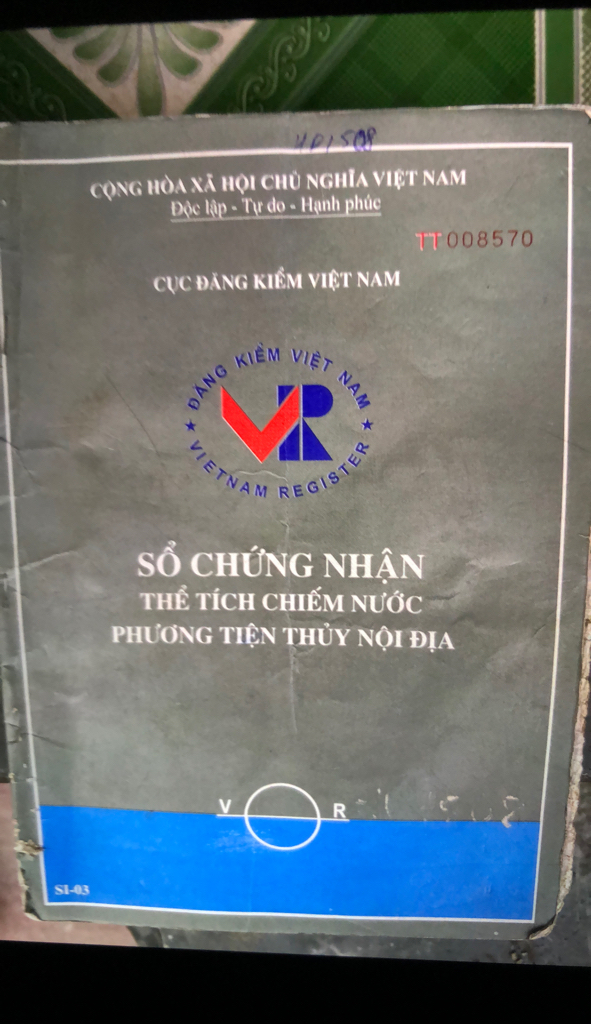 CỘNG HÒA XÃ HỘI CHỦ NGHĨA VIỆT NAM
Độc lập - Tự do - Hạnh phúc
TT008570
CỤC ĐĂNG KIỂM VIỆT NAM
ĐĂNG KIỂM VIỆT NAM
VR
VIETNAM REGISTER
SỔ CHỨNG NHẬN
THỂ TÍCH CHIẾM NƯỚC
PHƯƠNG TIỆN THỦY NỘI ĐỊA
V R
SI-03